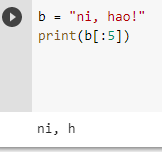 b = "ni, hao!"
print(b[:5])
ni, h